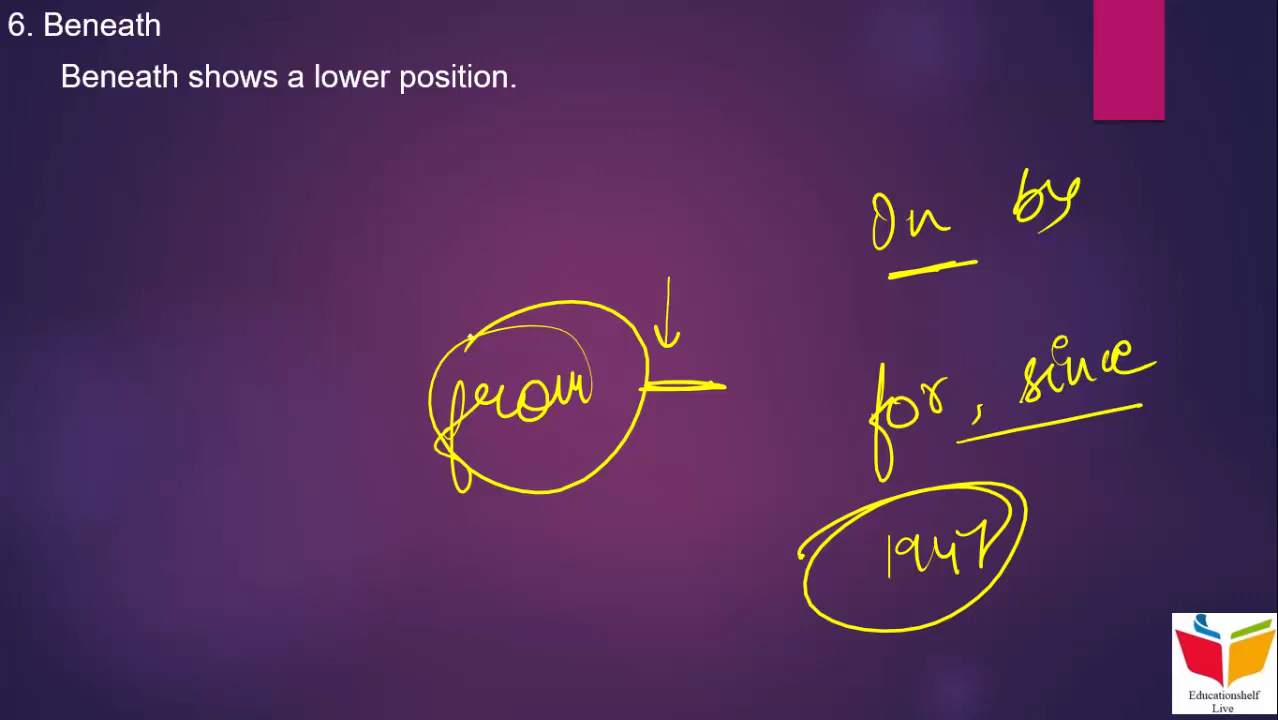 6. Beneath
Beneath shows a lower position.
On by
from
for, since
1947
Educationshelf
Live